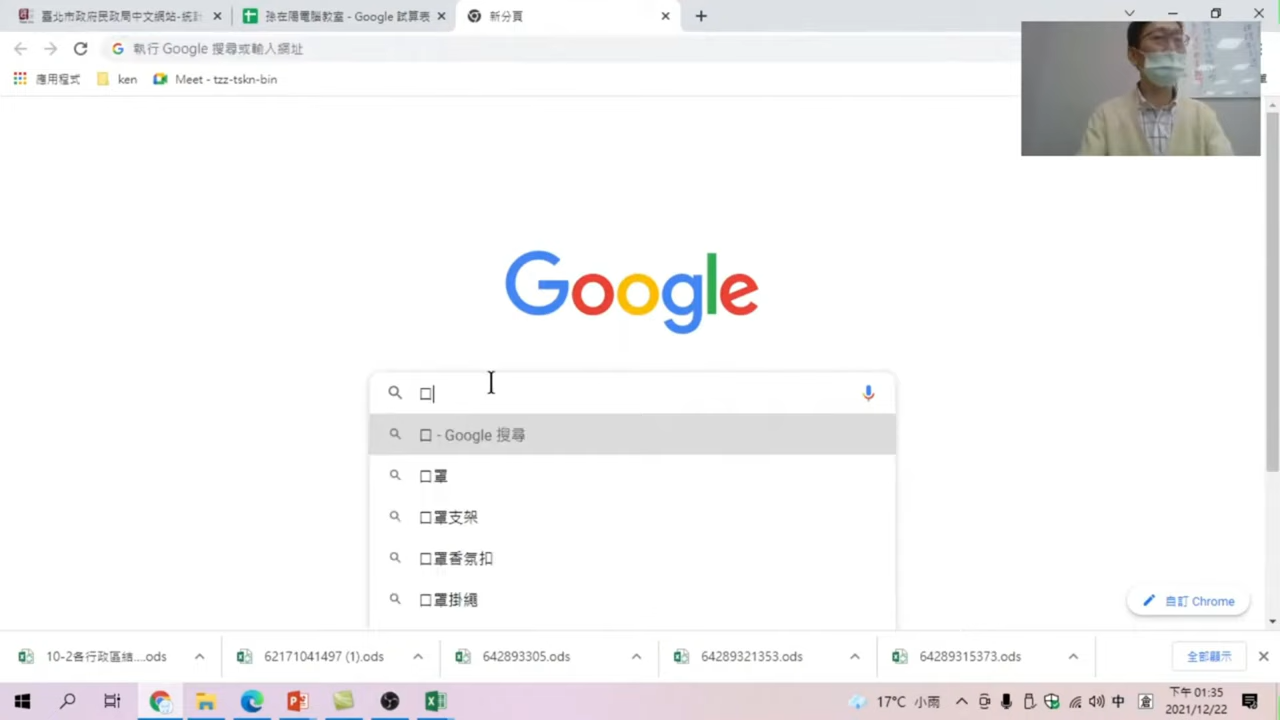 臺北市政府民政局中文網站-統計
孫在陽電腦教室 - Google 試算表
新分頁
執行 Google 搜尋或輸入網址
應用程式
ken
Meet - tzz-tskn-bin
Google
口
口 - Google 搜尋
口罩
口罩支架
口罩香氛扣
口罩掛繩
自訂 Chrome
10-2各行政區結....ods
62171041497 (1).ods
642893305.ods
64289321353.ods
64289315373.ods
全部顯示
17°C 小雨
中
倉
下午 01:35
2021/12/22